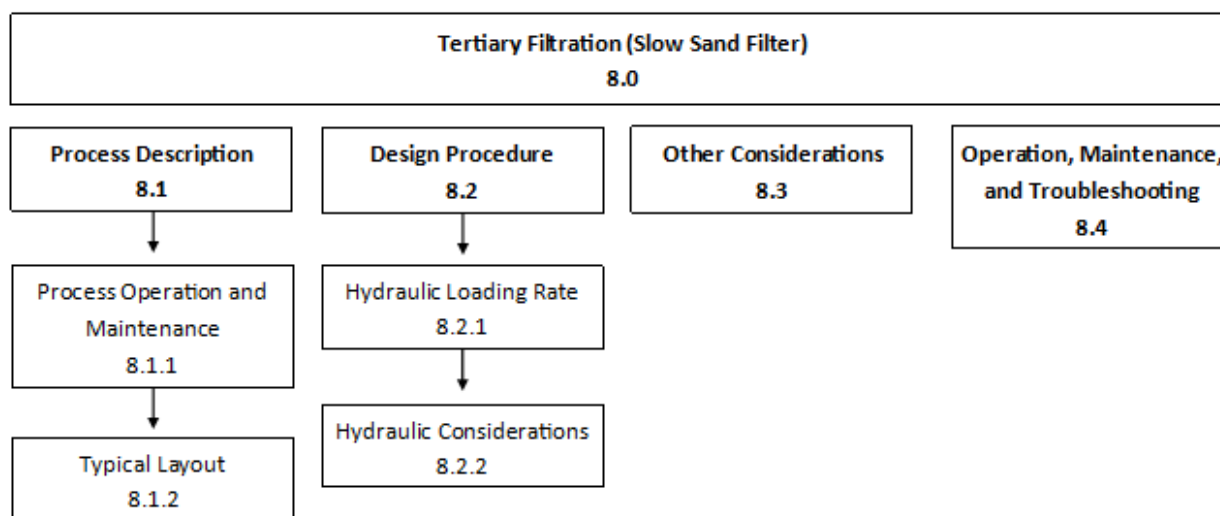 Tertiary Filtration (Slow Sand Filter)
8.0
Process Description
8.1
Design Procedure
8.2
Other Considerations
8.3
Operation, Maintenance,
and Troubleshooting
8.4
Process Operation and
Maintenance
8.1.1
Hydraulic Loading Rate
8.2.1
Typical Layout
8.1.2
Hydraulic Considerations
8.2.2